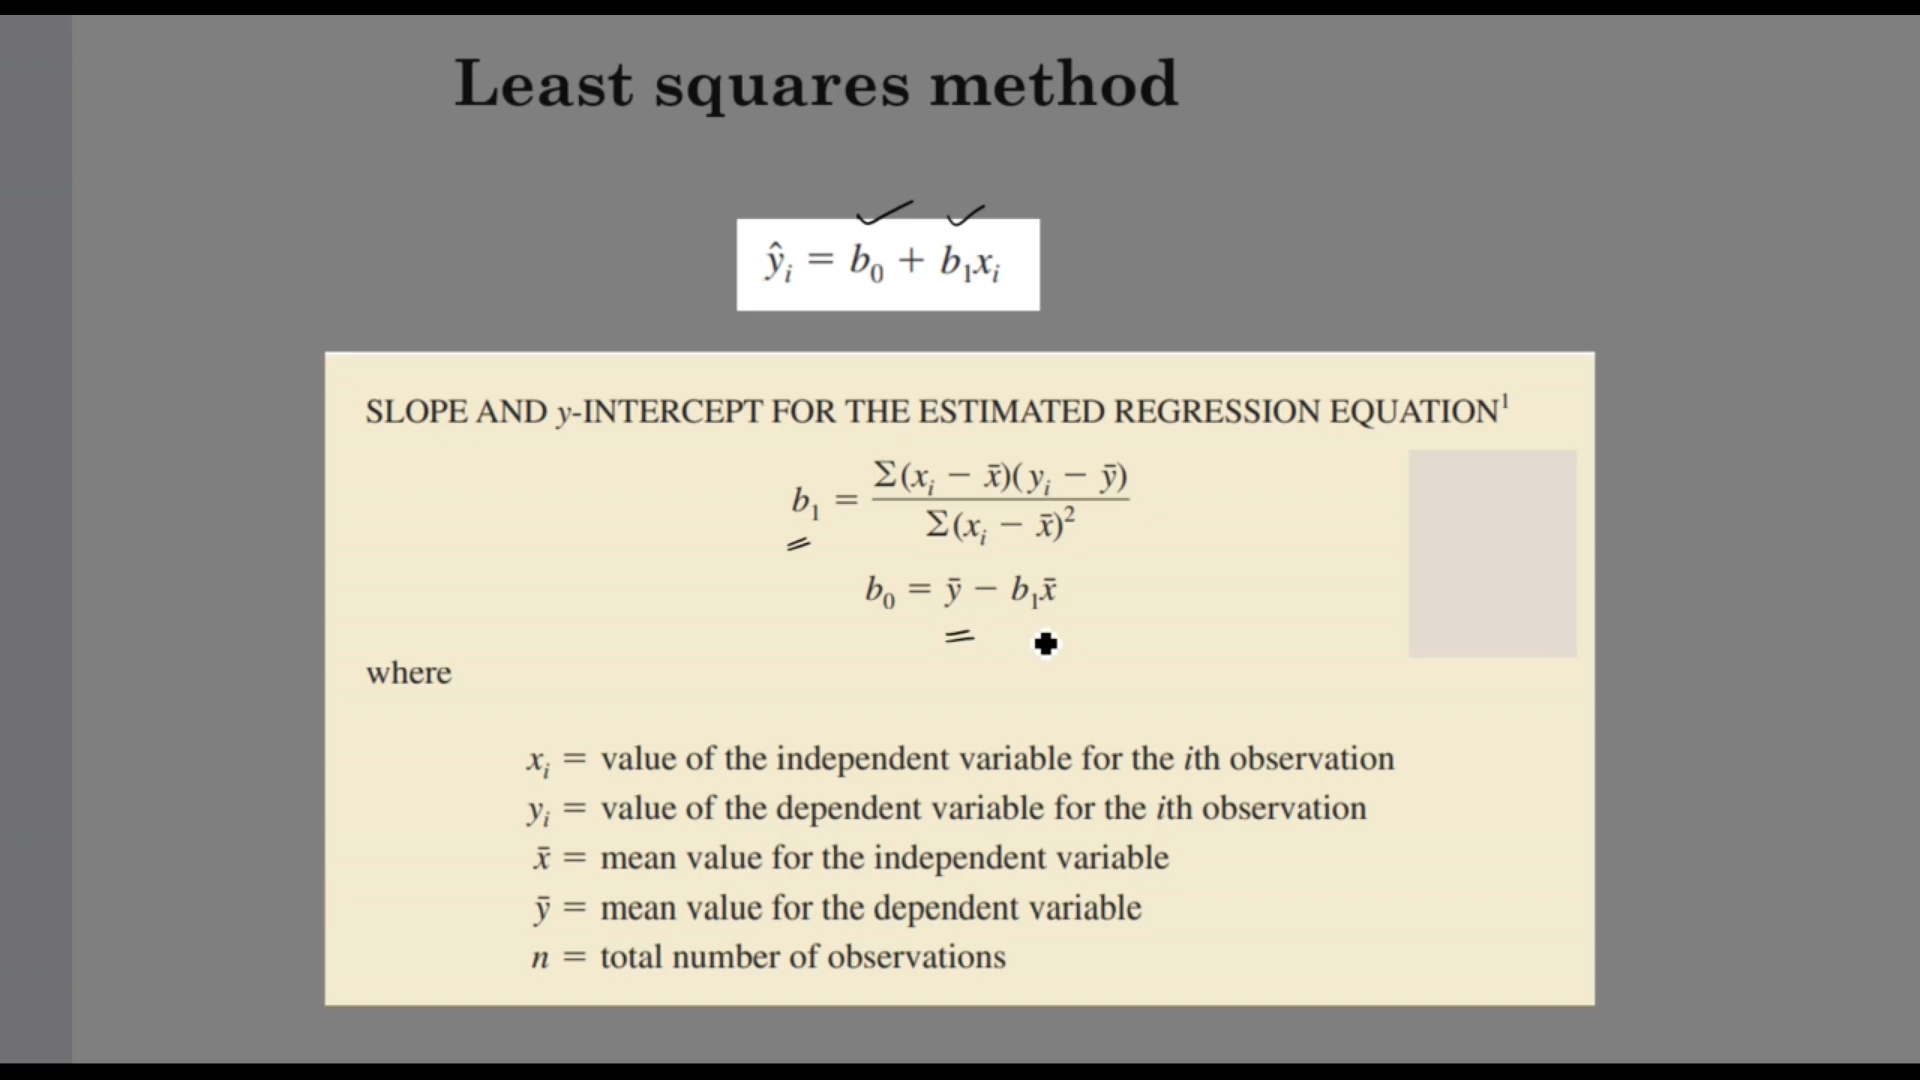 Least squares method
ŷᵢ = b₀ + b₁xᵢ
SLOPE AND y-INTERCEPT FOR THE ESTIMATED REGRESSION EQUATION¹
b₁ = Σ(xᵢ − x̄)(yᵢ − ȳ) / Σ(xᵢ − x̄)²
b₀ = ȳ − b₁x̄
where
xᵢ = value of the independent variable for the ith observation
yᵢ = value of the dependent variable for the ith observation
x̄ = mean value for the independent variable
ȳ = mean value for the dependent variable
n = total number of observations